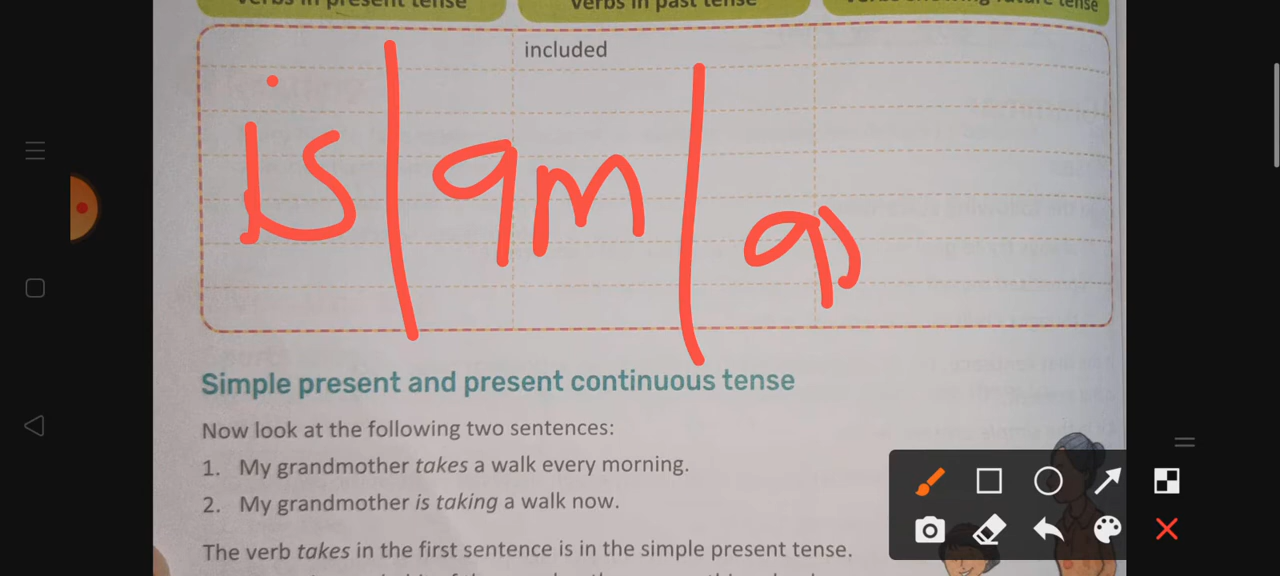 verbs in present tense verbs in past tense tense
included
is am
Simple present and present continuous tense
Now look at the following two sentences:
1. My grandmother takes a walk every morning.
2. My grandmother is taking a walk now.
The verb takes in the first sentence is in the simple present tense.